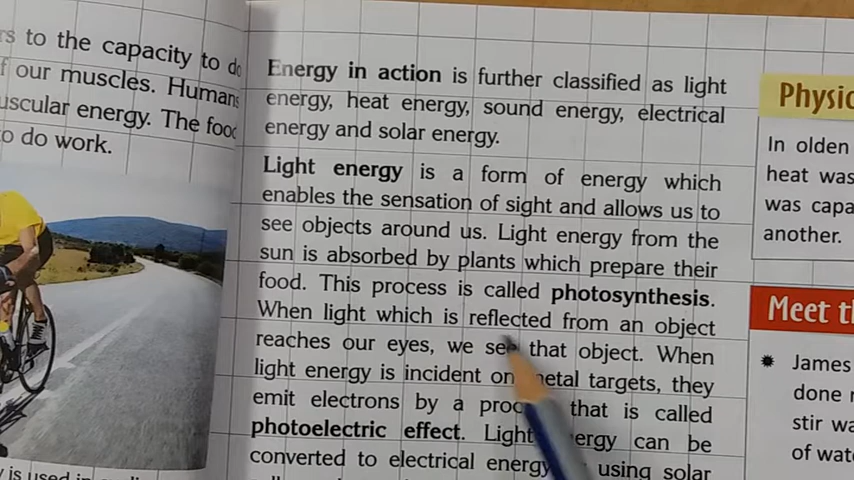 to the capacity to do
of our muscles. Humans
muscular energy. The food
to do work.
Energy in action is further classified as light
energy, heat energy, sound energy, electrical
energy and solar energy.
Light energy is a form of energy which
enables the sensation of sight and allows us to
see objects around us. Light energy from the
sun is absorbed by plants which prepare their
food. This process is called photosynthesis.
When light which is reflected from an object
reaches our eyes, we see that object. When
light energy is incident on metal targets, they
emit electrons by a that is called
photoelectric effect. Light energy can be
converted to electrical energy using solar
is used in
Physic
In olden
heat was
was capa
another.
Meet th
✹ James
done
stir wa
of wate